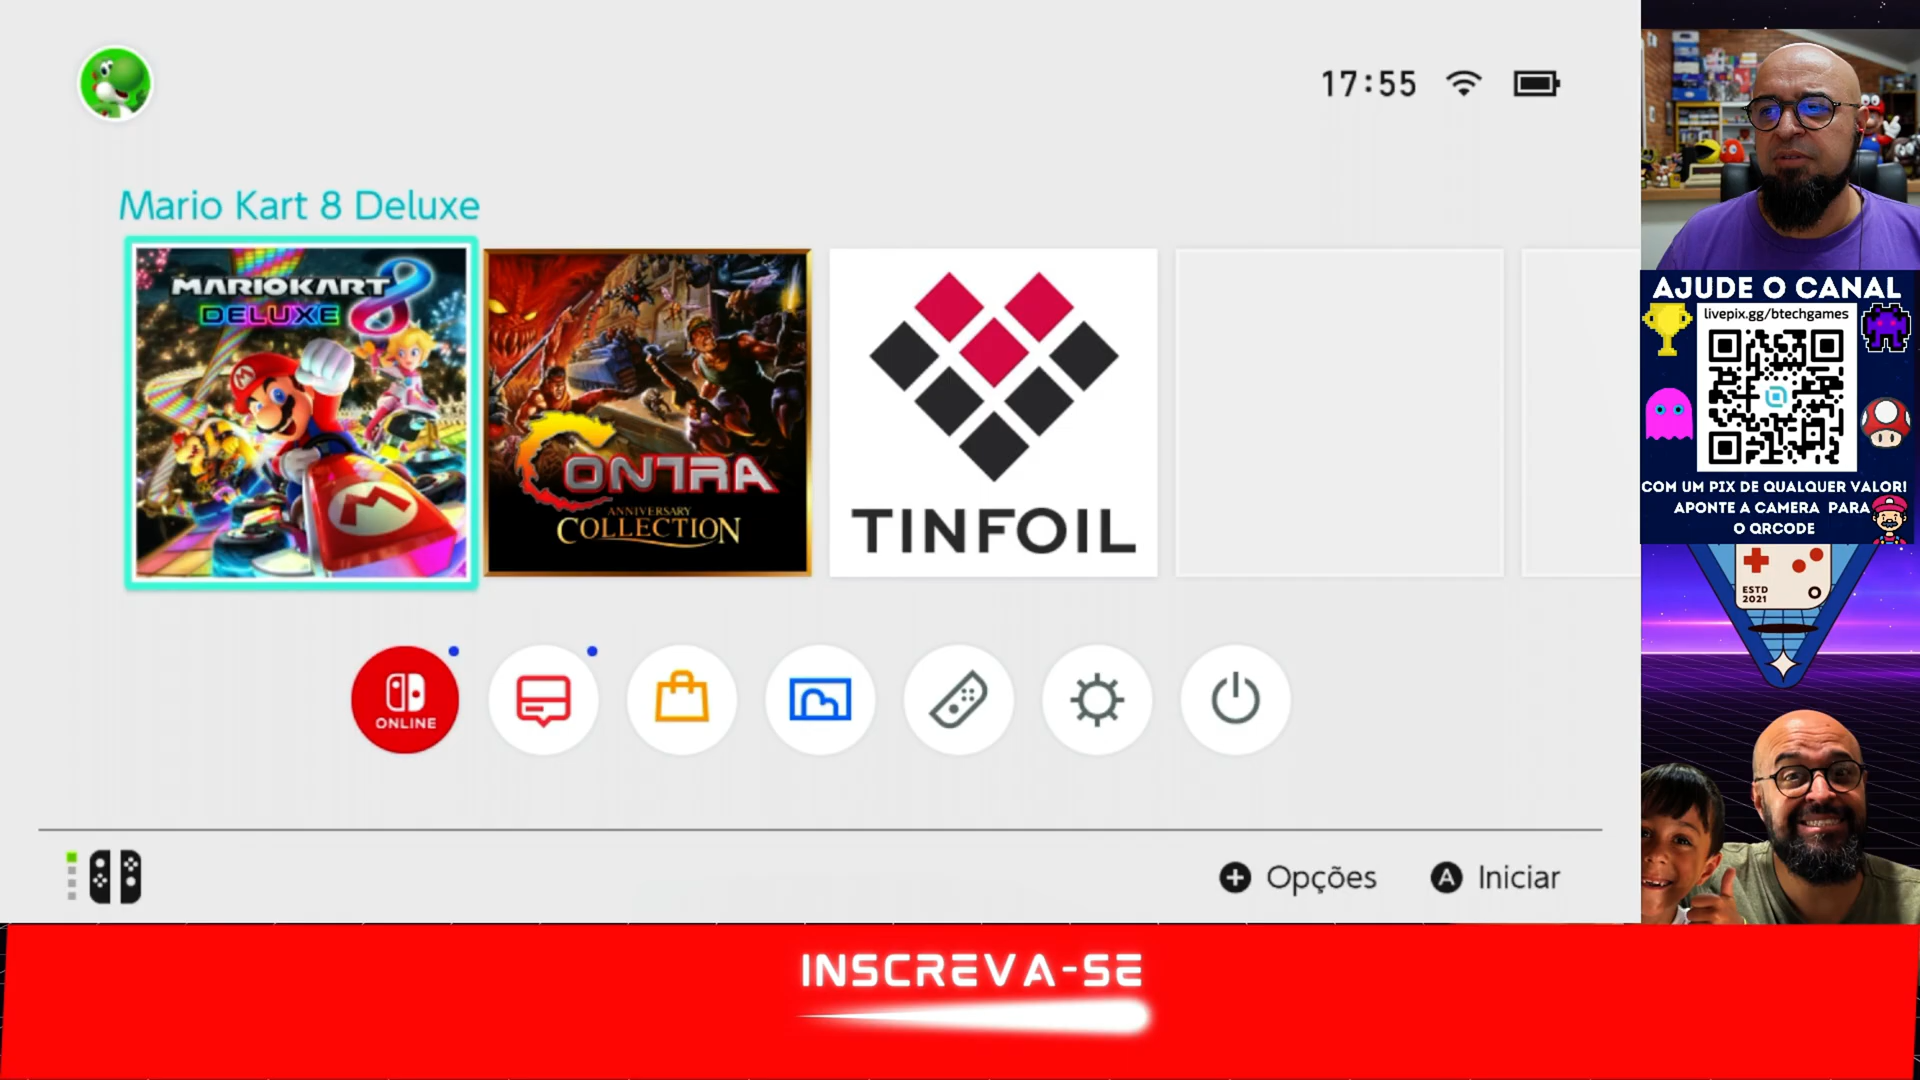 17:55
Mario Kart 8 Deluxe
MARIOKART 8
DELUXE
M
M
CONTRA
ANNIVERSARY
COLLECTION
TINFOIL
ONLINE
Opções
A Iniciar
AJUDE O CANAL
livepix.gg/btechgames
COM UM PIX DE QUALQUER VALOR!
APONTE A CAMERA PARA
O QRCODE
ESTD
2021
INSCREVA-SE